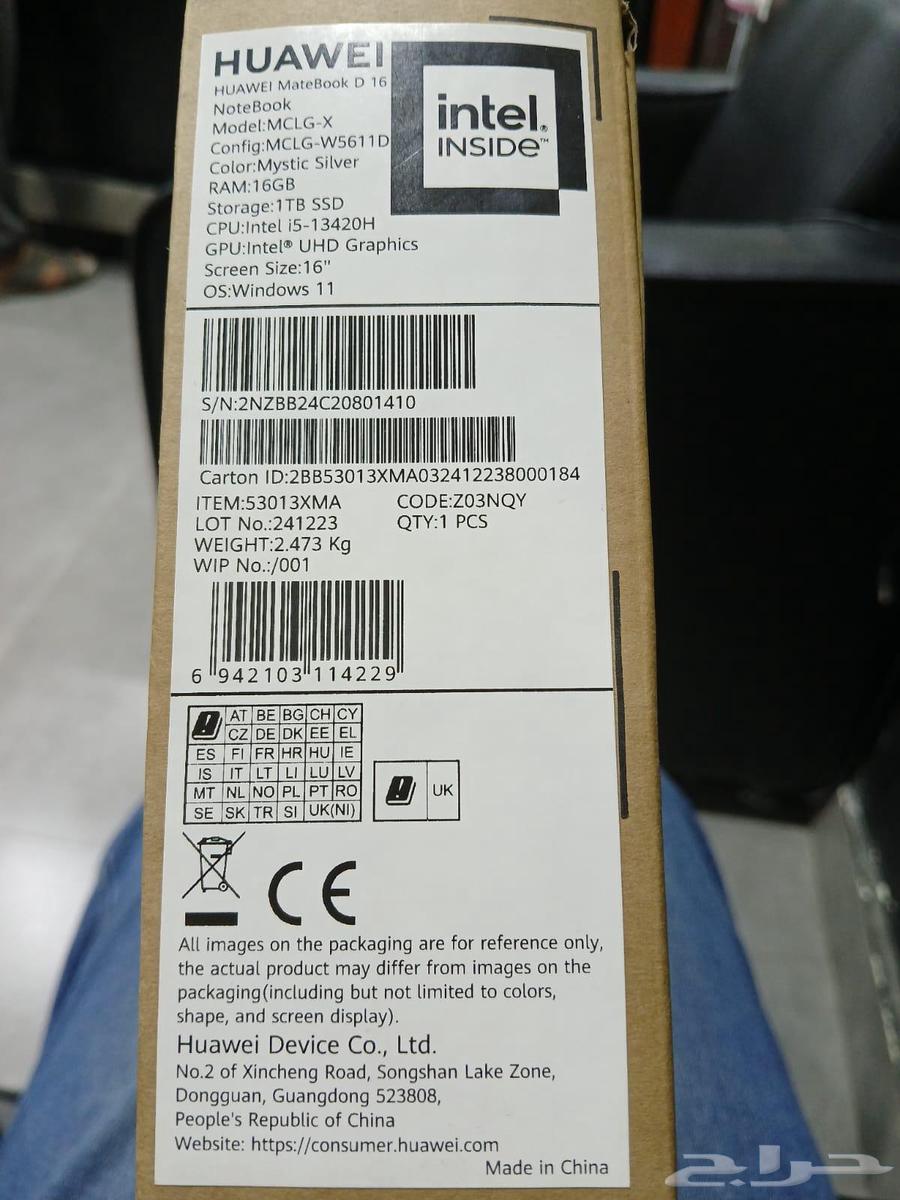 HUAWEI
HUAWEI MateBook D 16
NoteBook
Model:MCLG-X
Config:MCLG-W5611D
Color:Mystic Silver
RAM:16GB
Storage:1TB SSD
CPU:Intel i5-13420H
GPU:Intel® UHD Graphics
Screen Size:16"
OS:Windows 11
intel®
INSIDE™
S/N:2NZBB24C20801410
Carton ID:2BB53013XMA032412238000184
ITEM:53013XMA CODE:Z03NQY
LOT No.:241223 QTY:1 PCS
WEIGHT:2.473 Kg
WIP No.:/001
6 942103 114229
AT BE BG CH CY
CZ DE DK EE EL
ES FI FR HR HU IE
IS IT LT LI LU LV
MT NL NO PL PT RO
SE SK TR SI UK(NI)
UK
CE
All images on the packaging are for reference only,
the actual product may differ from images on the
packaging(including but not limited to colors,
shape, and screen display).
Huawei Device Co., Ltd.
No.2 of Xincheng Road, Songshan Lake Zone,
Dongguan, Guangdong 523808,
People's Republic of China
Website: https://consumer.huawei.com
Made in China
حراج